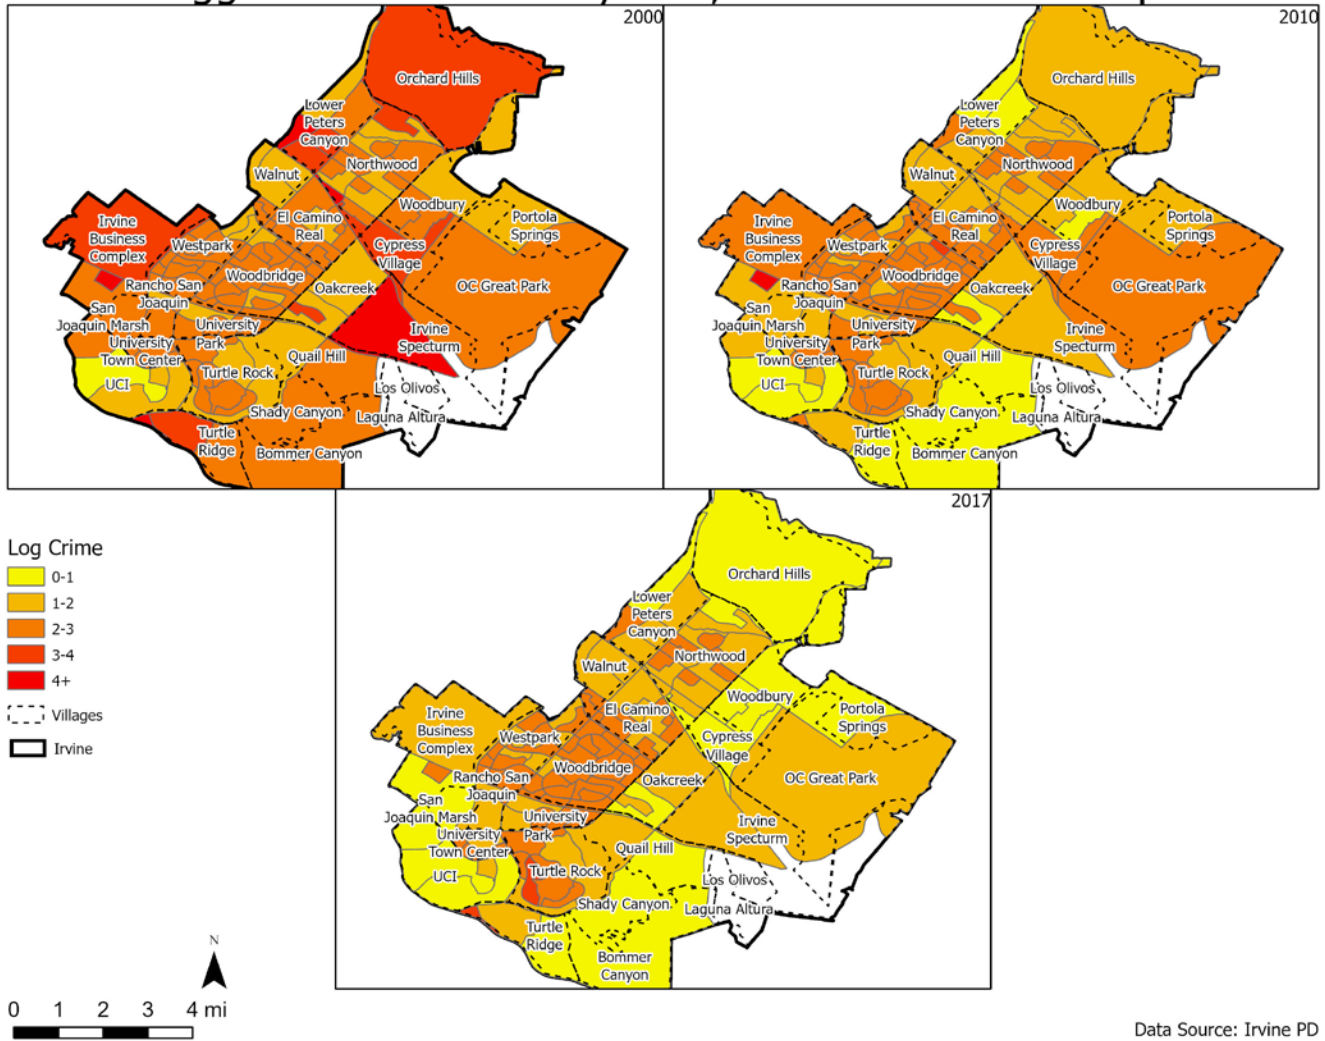 2000
Orchard Hills
Lower
Peters
Canyon
Northwood
Walnut
Woodbury
El Camino
Real
Portola
Springs
Irvine
Business
Complex
Westpark
Cypress
Village
Woodbridge
Oakcreek
OC Great Park
Rancho San
Joaquin
San
Joaquin Marsh
University
Park
Irvine
Specturm
University
Town Center
Quail Hill
UCI
Turtle Rock
Los Olivos
Shady Canyon
Laguna Altura
Turtle
Ridge
Bommer Canyon
2010
Orchard Hills
Lower
Peters
Canyon
Northwood
Walnut
Woodbury
El Camino
Real
Portola
Springs
Irvine
Business
Complex
Westpark
Cypress
Village
Woodbridge
Oakcreek
OC Great Park
Rancho San
Joaquin
San
Joaquin Marsh
University
Park
Irvine
Specturm
University
Town Center
Quail Hill
UCI
Turtle Rock
Los Olivos
Shady Canyon
Laguna Altura
Turtle
Ridge
Bommer Canyon
2017
Orchard Hills
Lower
Peters
Canyon
Northwood
Walnut
Woodbury
El Camino
Real
Portola
Springs
Irvine
Business
Complex
Westpark
Cypress
Village
Woodbridge
Oakcreek
OC Great Park
Rancho San
Joaquin
San
Joaquin Marsh
University
Park
Irvine
Specturm
University
Town Center
Quail Hill
UCI
Turtle Rock
Los Olivos
Shady Canyon
Laguna Altura
Turtle
Ridge
Bommer
Canyon
Log Crime
0-1
1-2
2-3
3-4
4+
Villages
Irvine
N
0 1 2 3 4 mi
Data Source: Irvine PD